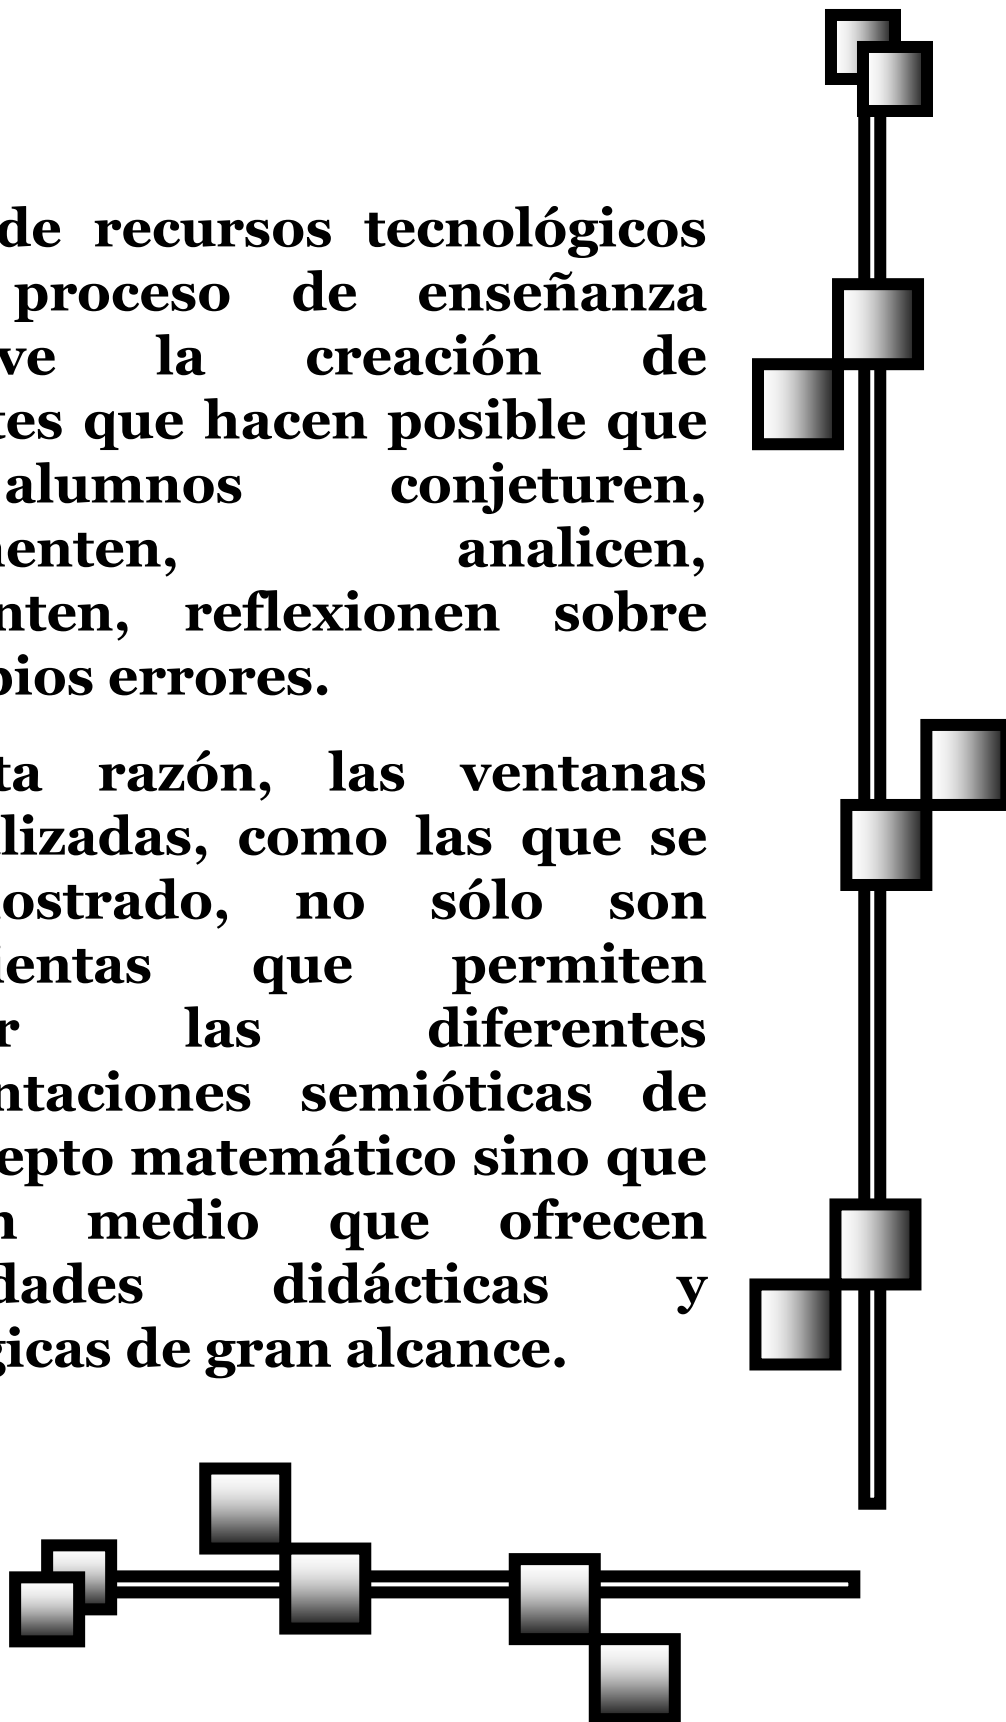 de recursos tecnológicos
proceso de enseñanza
ve la creación de
tes que hacen posible que
alumnos conjeturen,
enten, analicen,
nten, reflexionen sobre
pios errores.
ta razón, las ventanas
lizadas, como las que se
ostrado, no sólo son
ientas que permiten
r las diferentes
ntaciones semióticas de
epto matemático sino que
medio que ofrecen
dades didácticas y
gicas de gran alcance.